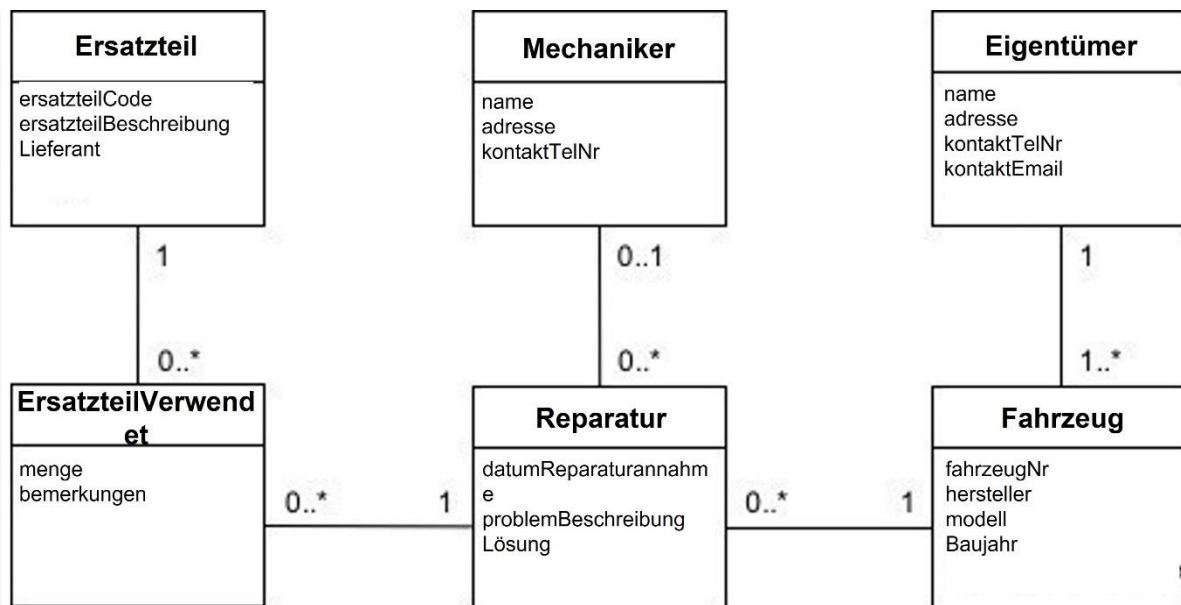 Ersatzteil
ersatzteilCode
ersatzteilBeschreibung
Lieferant
Mechaniker
name
adresse
kontaktTelNr
Eigentümer
name
adresse
kontaktTelNr
kontaktEmail
1
0..1
1
0..*
0..*
1..*
ErsatzteilVerwend
et
menge
bemerkungen
0..*
1
Reparatur
datumReparaturannahm
e
problemBeschreibung
Lösung
0..*
1
Fahrzeug
fahrzeugNr
hersteller
modell
Baujahr